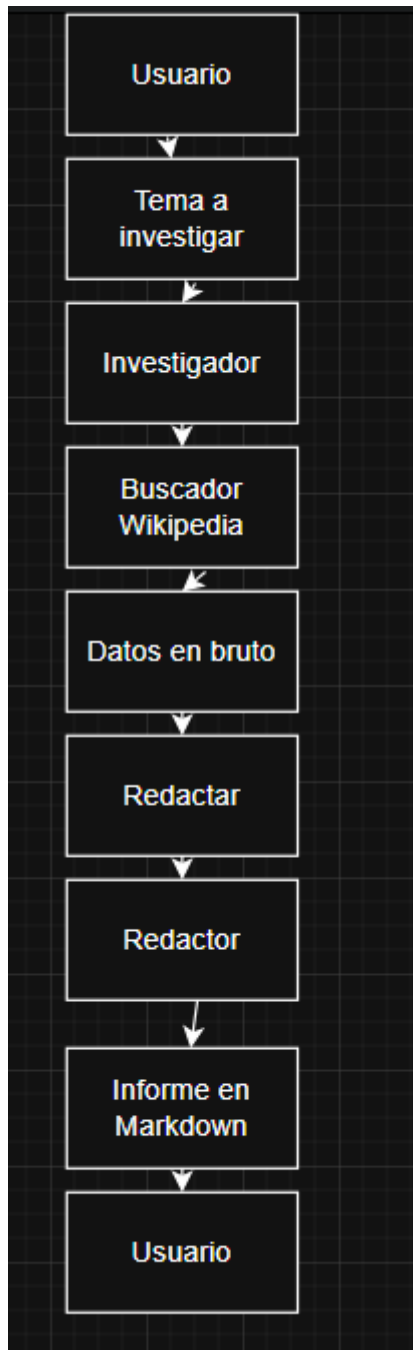 Usuario
Tema a
investigar
Investigador
Buscador
Wikipedia
Datos en bruto
Redactar
Redactor
Informe en
Markdown
Usuario